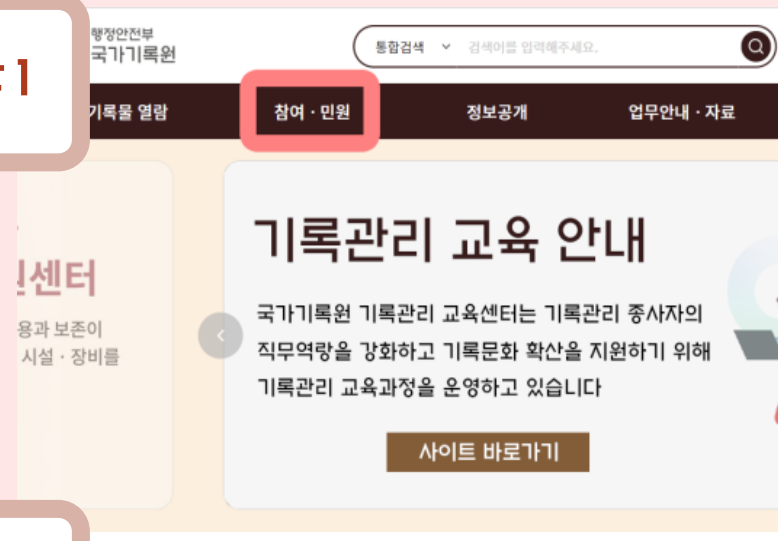 행정안전부
국가기록원
통합검색
검색어를 입력해주세요.
1
기록물 열람
참여 · 민원
정보공개
업무안내 · 자료
기록관리 교육 안내
센터
국가기록원 기록관리 교육센터는 기록관리 종사자의
직무역량을 강화하고 기록문화 확산을 지원하기 위해
기록관리 교육과정을 운영하고 있습니다
용과 보존이
시설 · 장비를
사이트 바로가기